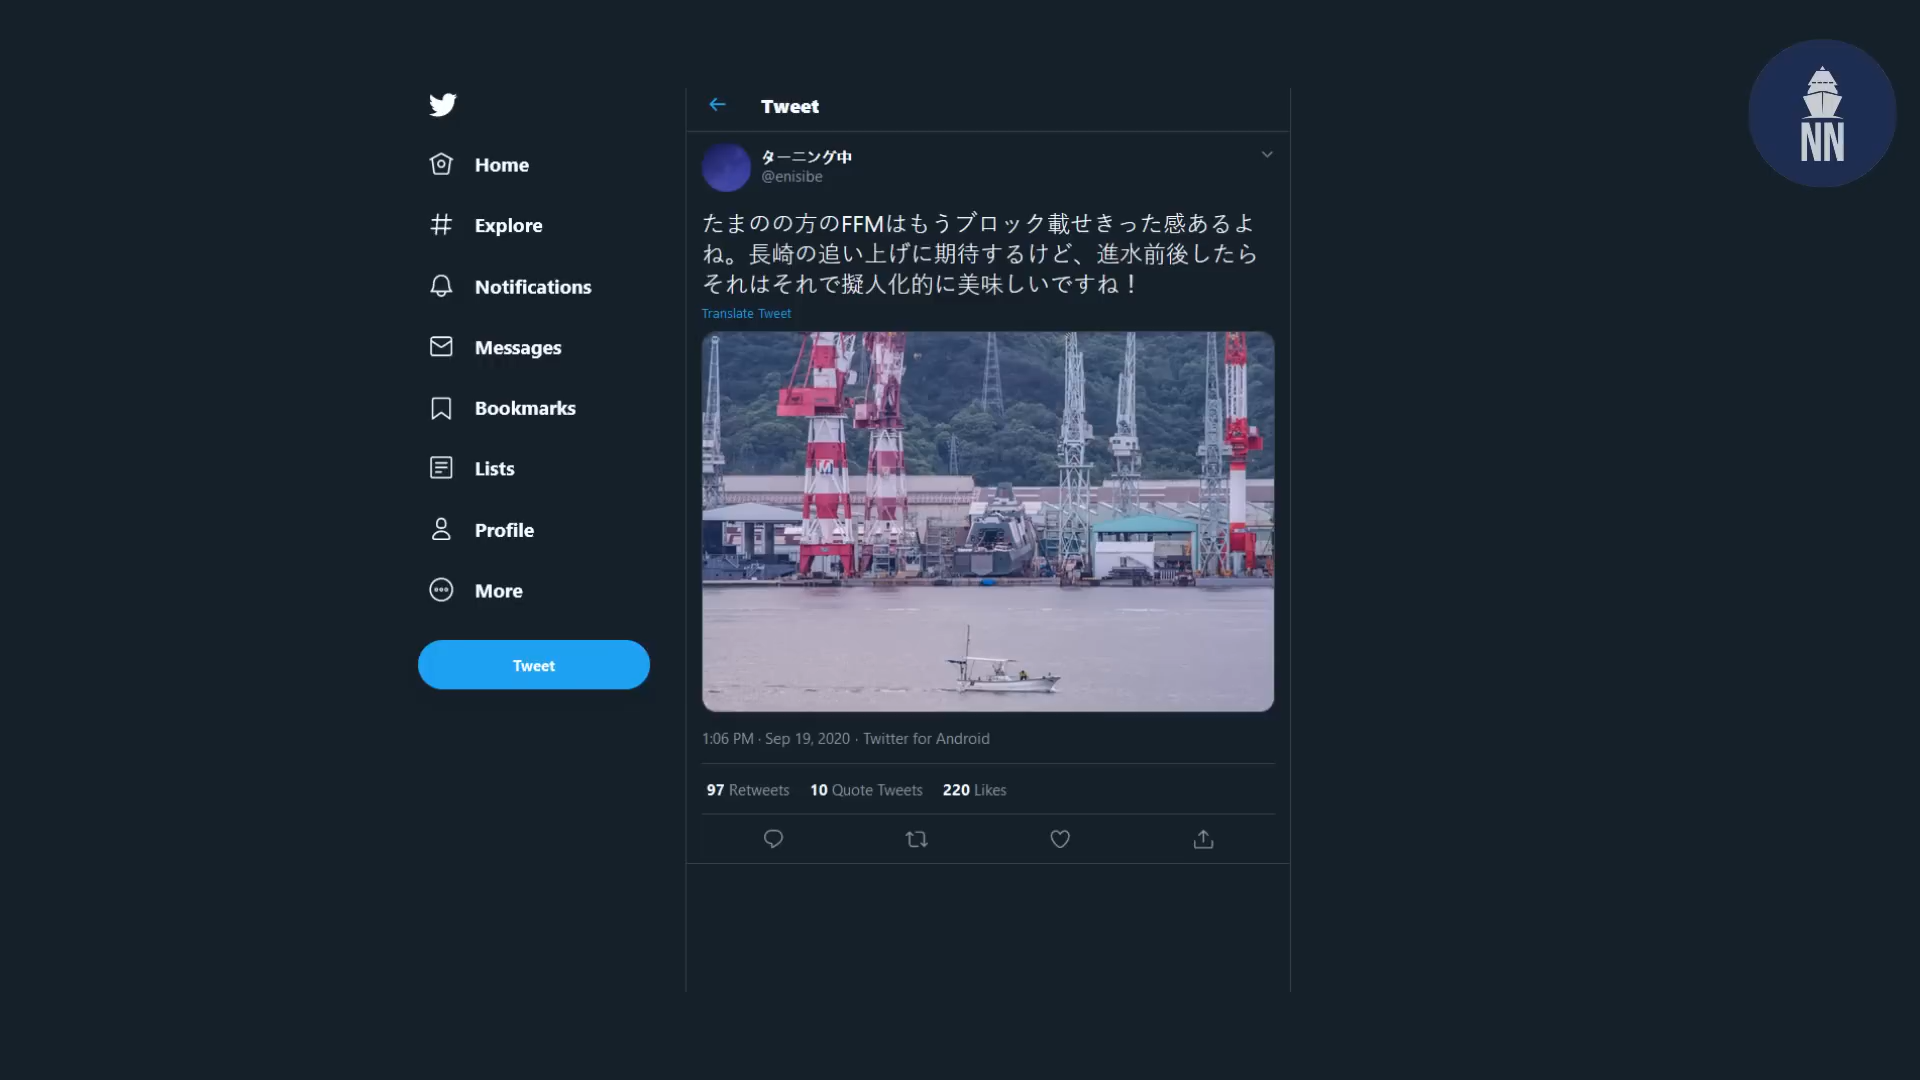 Tweet
ターニング中
@enisibe
Home
Explore
Notifications
Messages
Bookmarks
Lists
Profile
More
Tweet
たまのの方のFFMはもうブロック載せきった感あるよ
ね。長崎の追い上げに期待するけど、進水前後したら
それはそれで擬人化的に美味しいですね！
Translate Tweet
1:06 PM · Sep 19, 2020 · Twitter for Android
97 Retweets 10 Quote Tweets 220 Likes
NN